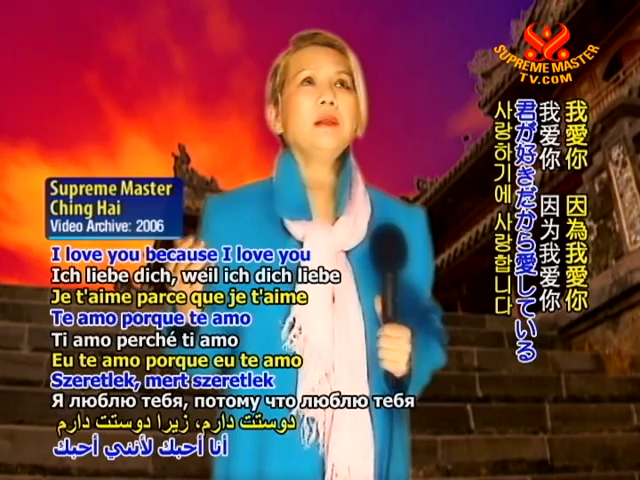 SUPREME MASTER
TV.COM
Supreme Master
Ching Hai
Video Archive: 2006
I love you because I love you
Ich liebe dich, weil ich dich liebe
Je t'aime parce que je t'aime
Te amo porque te amo
Ti amo perché ti amo
Eu te amo porque eu te amo
Szeretlek, mert szeretlek
Я люблю тебя, потому что люблю тебя
دوستت دارم، زیرا دوستت دارم
أنا أحبك لأنني أحبك
我愛你 因為我愛你
我爱你 因为我爱你
君が好きだから愛している
사랑하기에 사랑합니다